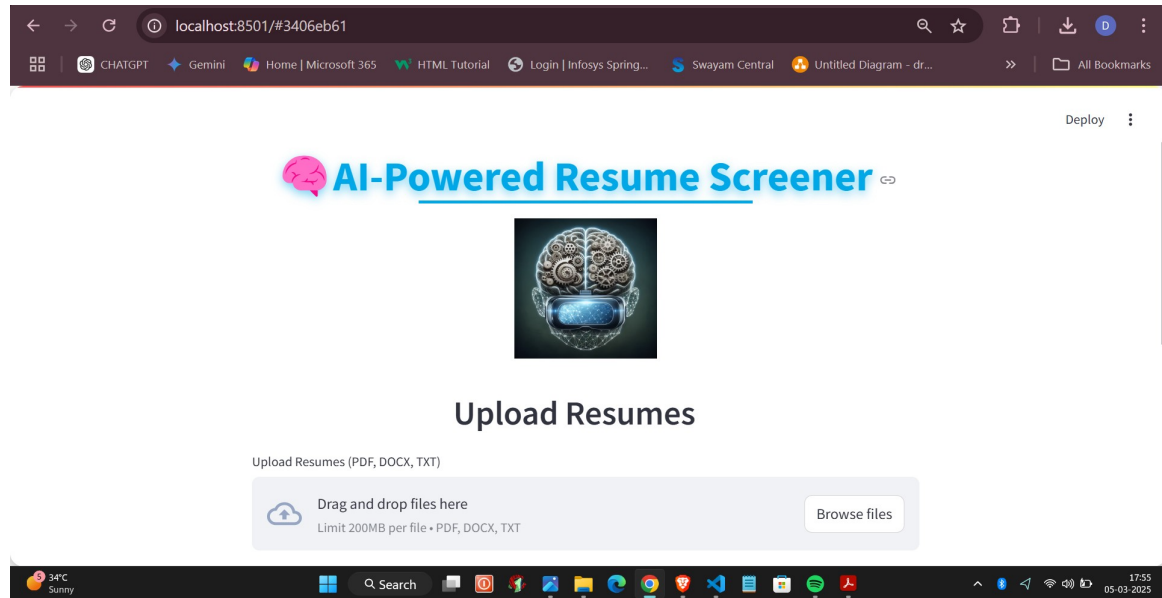 localhost:8501/#3406eb61
CHATGPT Gemini Home | Microsoft 365 HTML Tutorial Login | Infosys Spring... Swayam Central Untitled Diagram - dr... » All Bookmarks
D
Deploy
AI-Powered Resume Screener
Upload Resumes
Upload Resumes (PDF, DOCX, TXT)
Drag and drop files here
Limit 200MB per file • PDF, DOCX, TXT
Browse files
5
34°C
Sunny
Search
17:55
05-03-2025